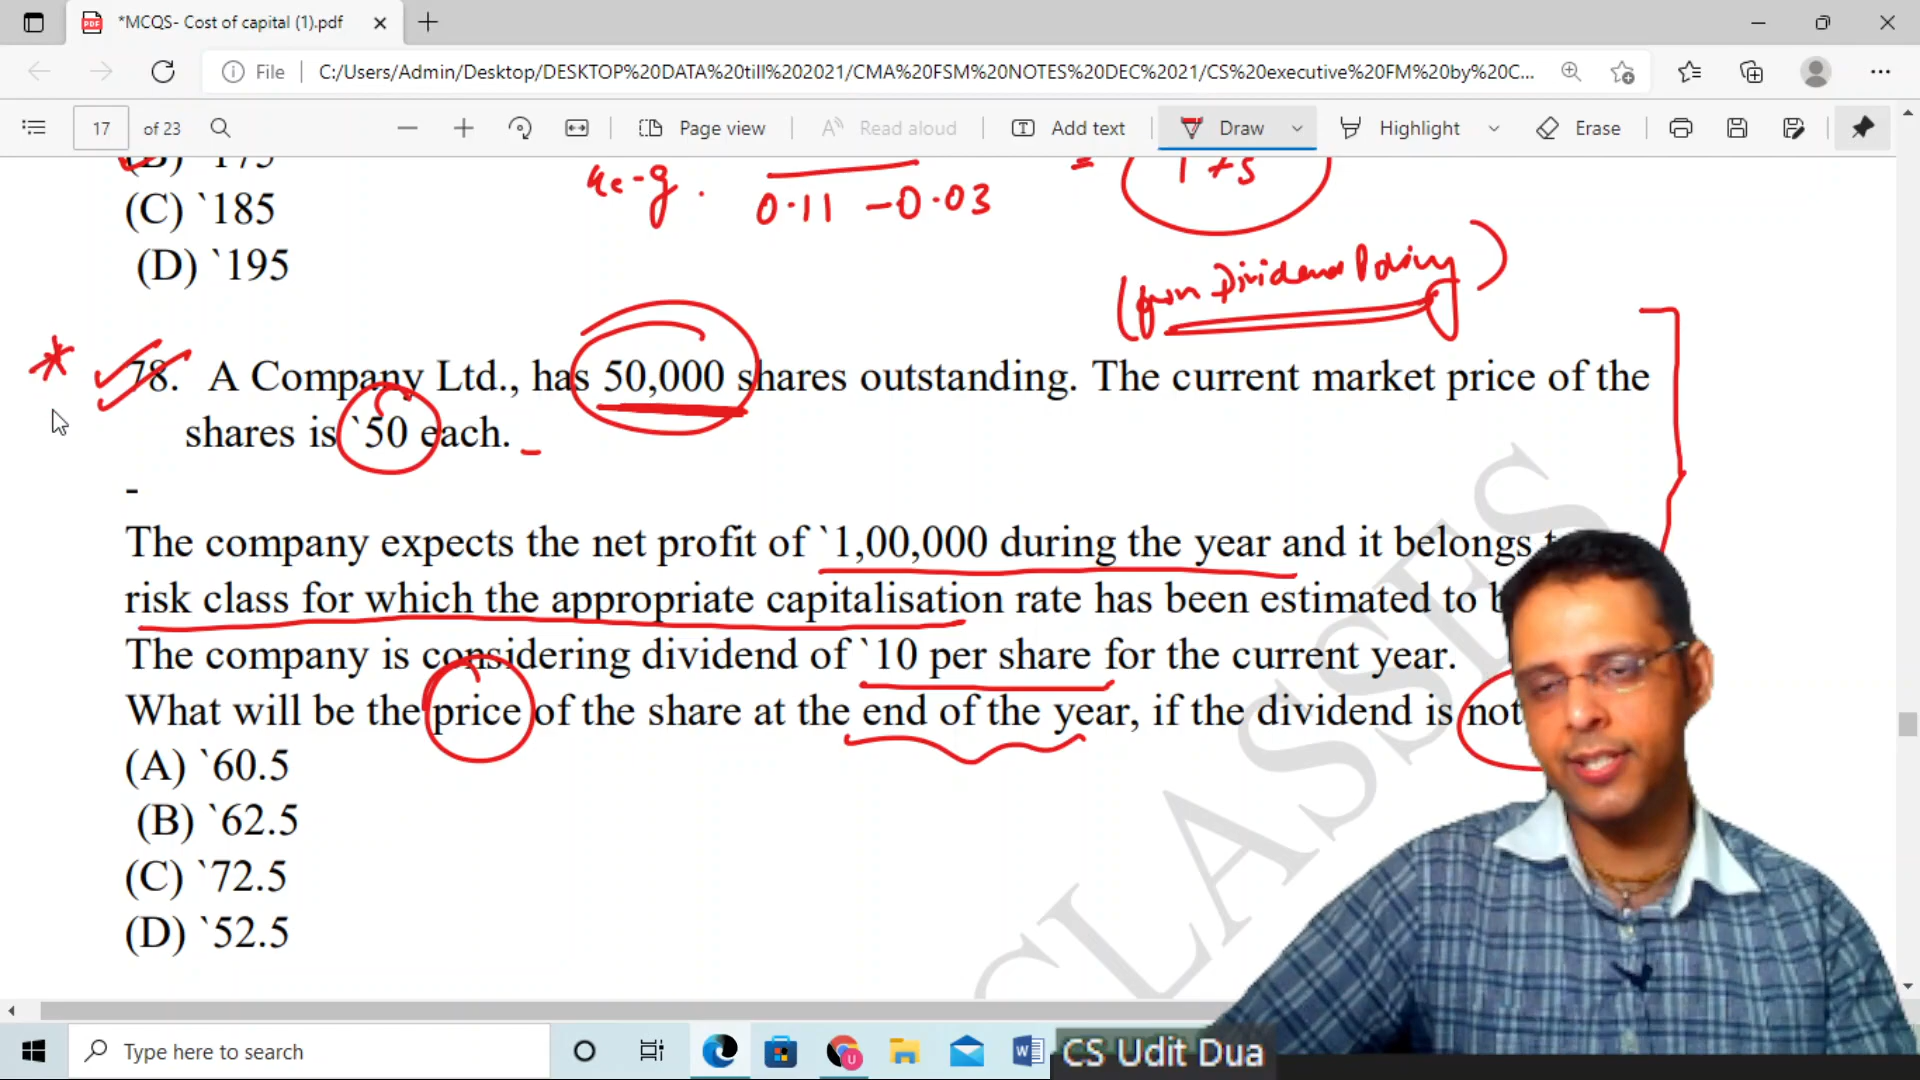 *MCQS- Cost of capital (1).pdf
File C:/Users/Admin/Desktop/DESKTOP%20DATA%20till%202021/CMA%20FSM%20NOTES%20DEC%2021/CS%20executive%20FM%20by%20C...
17 of 23 Page view Read aloud Add text Draw Highlight Erase
(B) `175
(C) `185
0.11 - 0.03
175
(D) `195
Dividend Policy
* 78. A Company Ltd., has 50,000 shares outstanding. The current market price of the
shares is `50 each.
-
The company expects the net profit of `1,00,000 during the year and it belongs
risk class for which the appropriate capitalisation rate has been estimated to
The company is considering dividend of `10 per share for the current year.
What will be the price of the share at the end of the year, if the dividend is not
(A) `60.5
(B) `62.5
(C) `72.5
(D) `52.5
CLASSES
Type here to search
CS Udit Dua